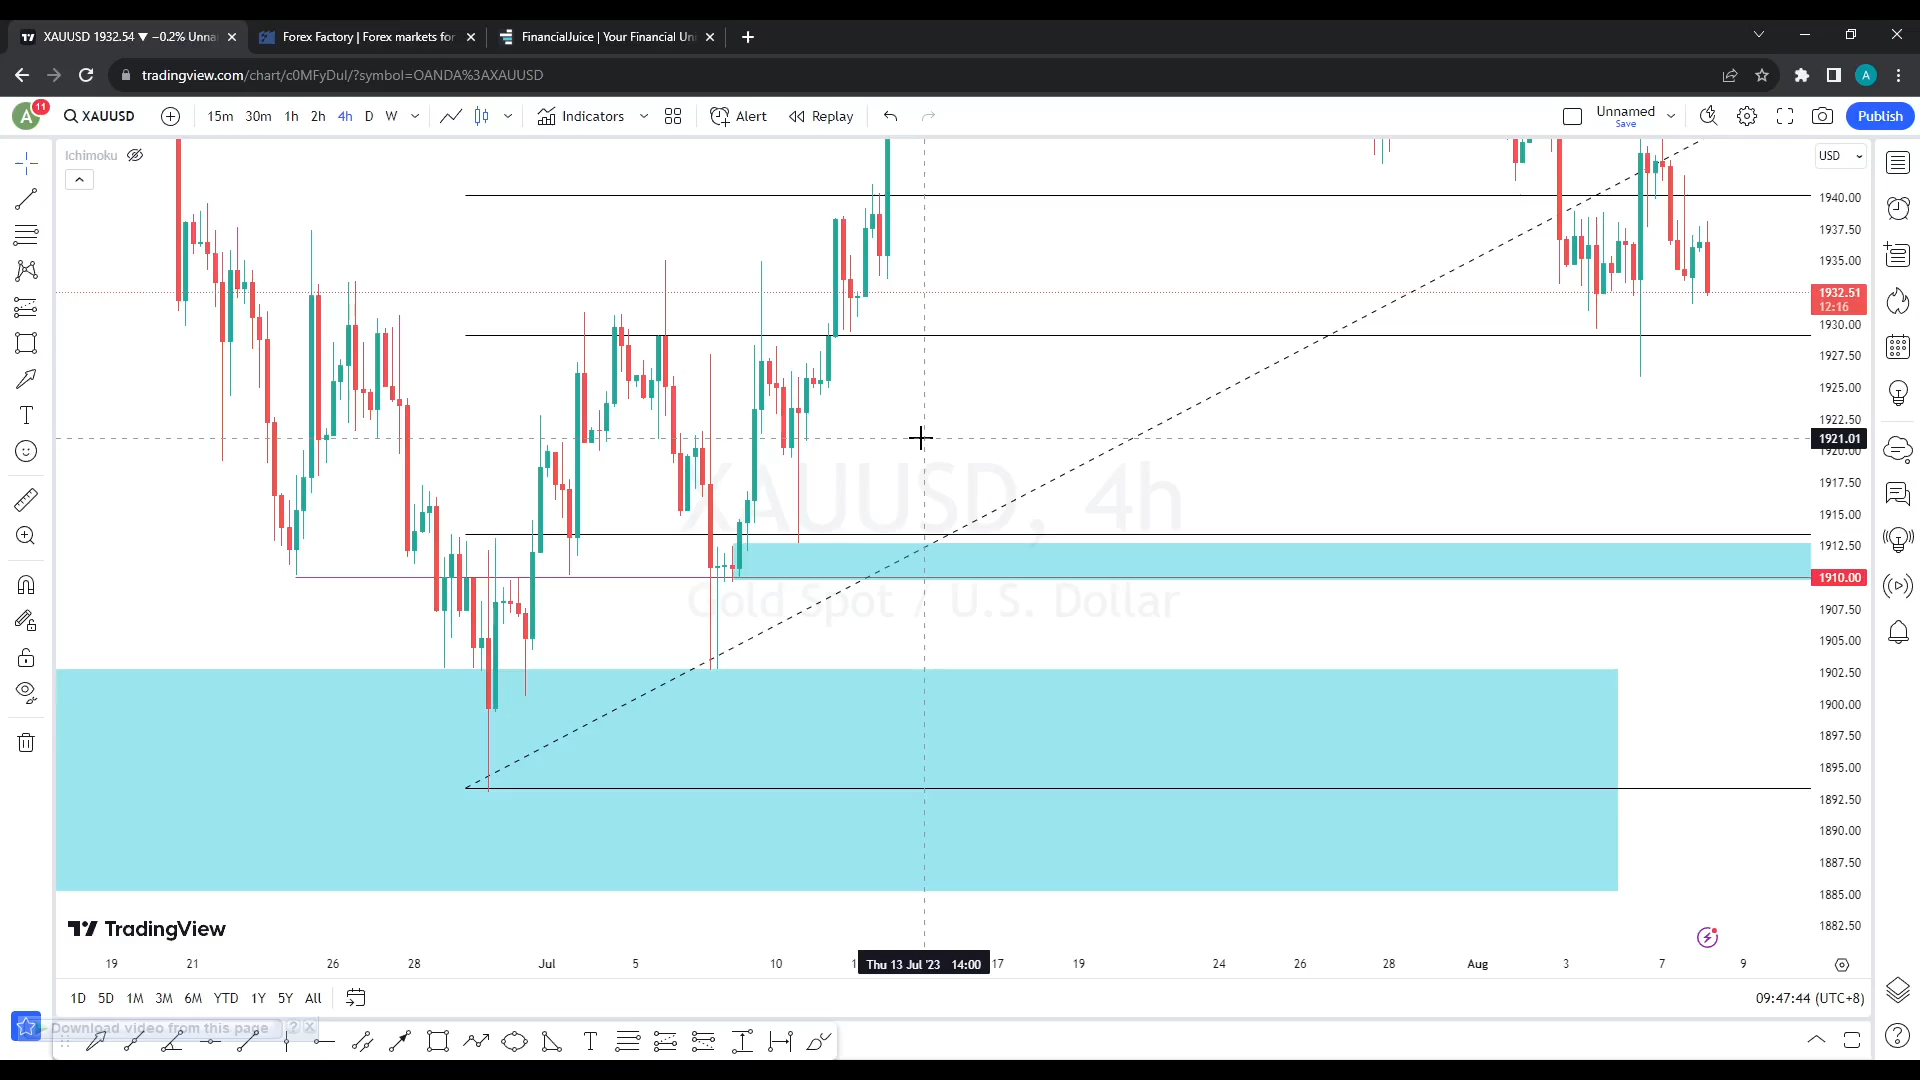 XAUUSD 1932.54 ▼ −0.2% Unna
Forex Factory | Forex markets for
FinancialJuice | Your Financial Uni
tradingview.com/chart/c0MFyDul/?symbol=OANDA%3AXAUUSD
A
A 11
XAUUSD
15m 30m 1h 2h 4h D W
Indicators
Alert
Replay
Unnamed
Save
Publish
Ichimoku
USD
1940.00
1937.50
1935.00
1932.51
12:16
1930.00
1927.50
1925.00
1922.50
1921.01
1920.00
1917.50
1915.00
1912.50
1910.00
1907.50
1905.00
1902.50
1900.00
1897.50
1895.00
1892.50
1890.00
1887.50
1885.00
1882.50
XAUUSD, 4h
Gold Spot / U.S. Dollar
TradingView
19 21 26 28 Jul 5 10 1 Thu 13 Jul '23 14:00 17 19 24 26 28 Aug 3 7 9
1D 5D 1M 3M 6M YTD 1Y 5Y All
09:47:44 (UTC+8)
Download video from this page ? X